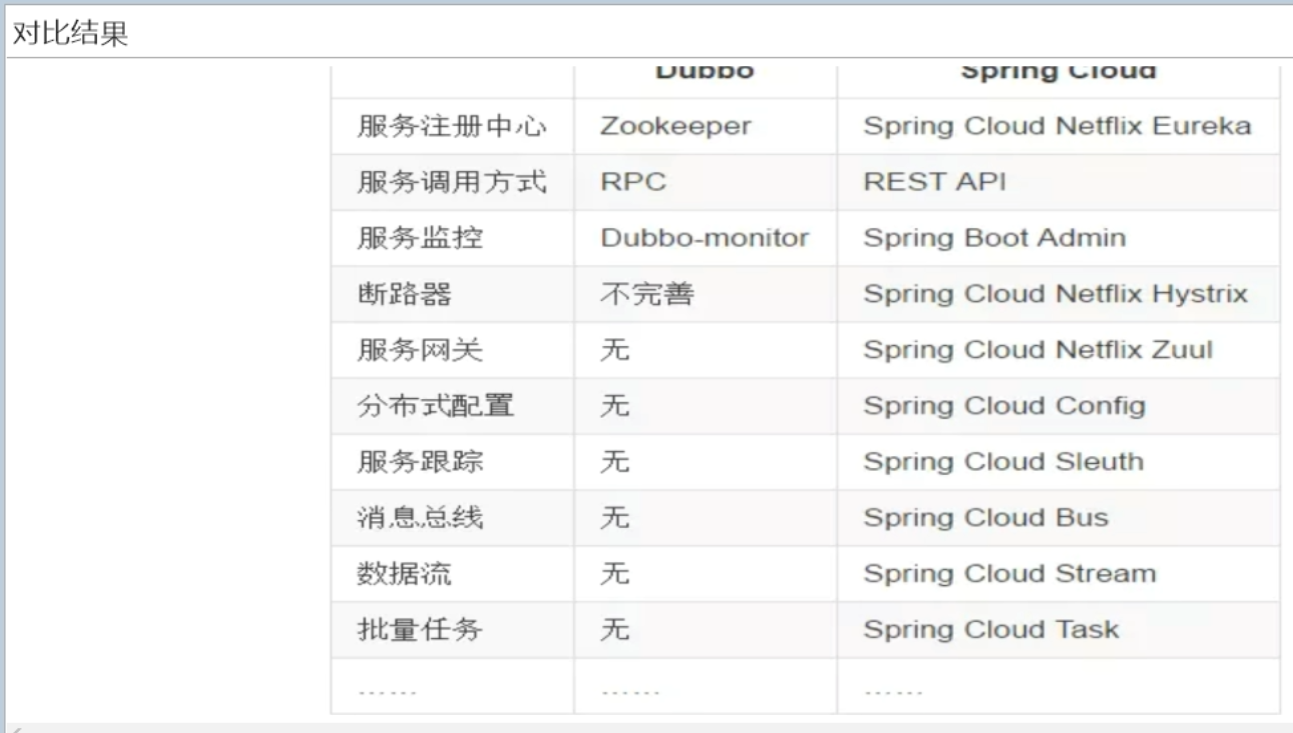 对比结果
Dubbo Spring Cloud
服务注册中心 Zookeeper Spring Cloud Netflix Eureka
服务调用方式 RPC REST API
服务监控 Dubbo-monitor Spring Boot Admin
断路器 不完善 Spring Cloud Netflix Hystrix
服务网关 无 Spring Cloud Netflix Zuul
分布式配置 无 Spring Cloud Config
服务跟踪 无 Spring Cloud Sleuth
消息总线 无 Spring Cloud Bus
数据流 无 Spring Cloud Stream
批量任务 无 Spring Cloud Task
…… …… ……